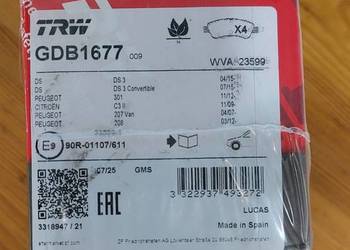 TRW
X4
GDB1677 009
WVA 23599
DS DS 3 04/15-
DS DS 3 Convertible 07/15
PEUGEOT 301 11/12-
CITROËN C3 II 11/09-
PEUGEOT 207 Van 04/07-
PEUGEOT 208 03/12-
E9 90R-01107/611
07/25 GMS
EAC
3 322937 493272
LUCAS
3318947 / 21
Made in Spain